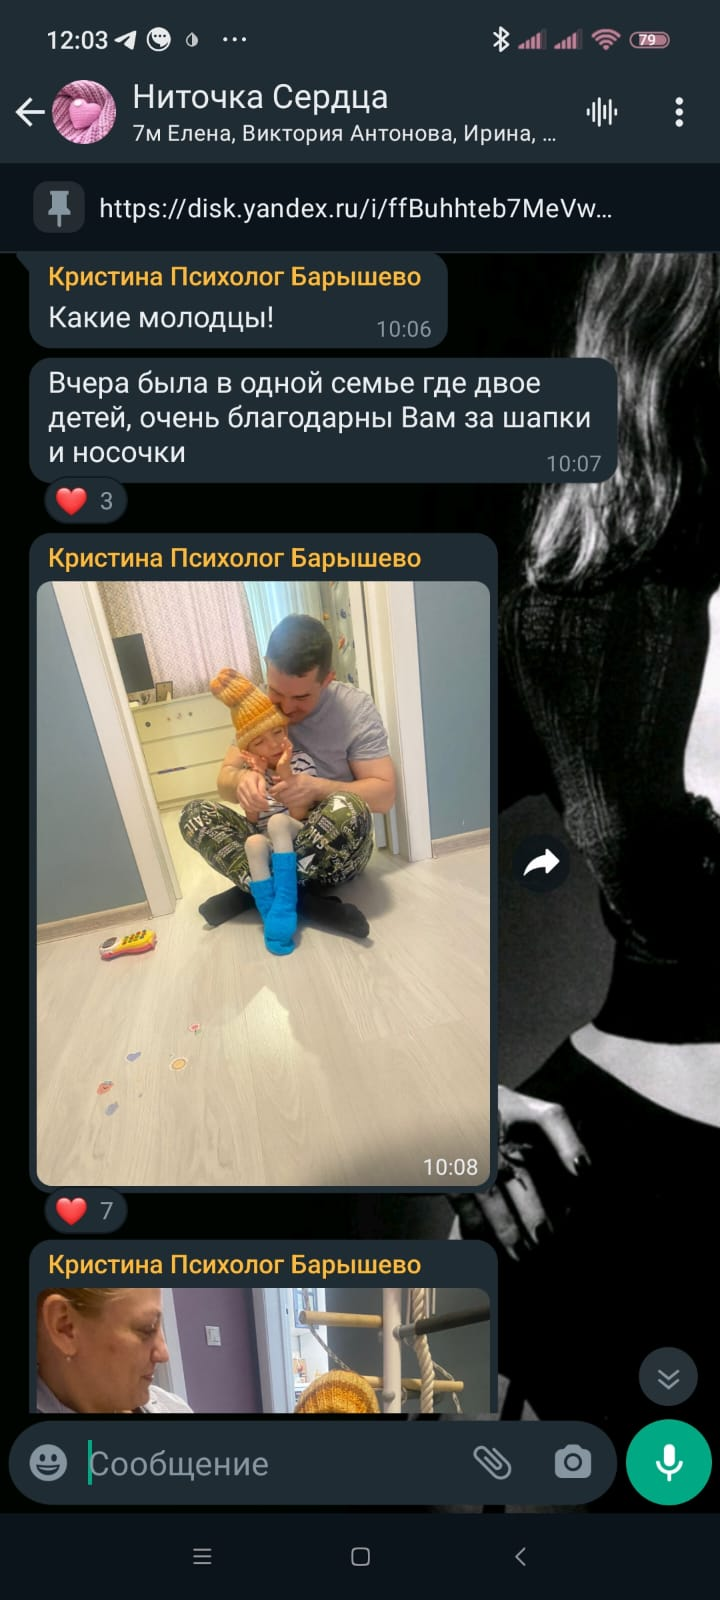 12:03
79
Ниточка Сердца
7м Елена, Виктория Антонова, Ирина, ...
https://disk.yandex.ru/i/ffBuhhteb7MeVw...
Кристина Психолог Барышево
Какие молодцы!
10:06
Вчера была в одной семье где двое
детей, очень благодарны Вам за шапки
и носочки
10:07
3
Кристина Психолог Барышево
10:08
7
Кристина Психолог Барышево
Сообщение